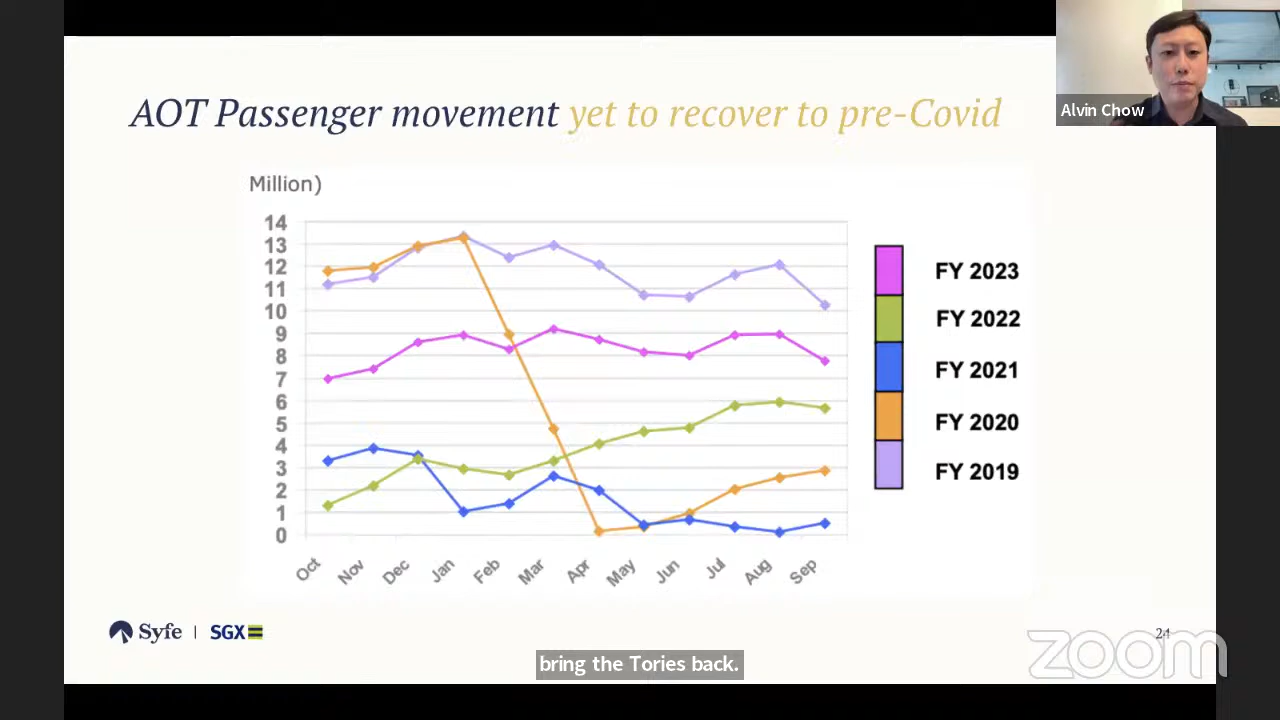 Alvin Chow
AOT Passenger movement yet to recover to pre-Covid
Million)
14
13
12
11
10
9
8
7
6
5
4
3
2
1
0
Oct Nov Dec Jan Feb Mar Apr May Jun Jul Aug Sep
FY 2023
FY 2022
FY 2021
FY 2020
FY 2019
Syfe | SGX
24
zoom
bring the Tories back.